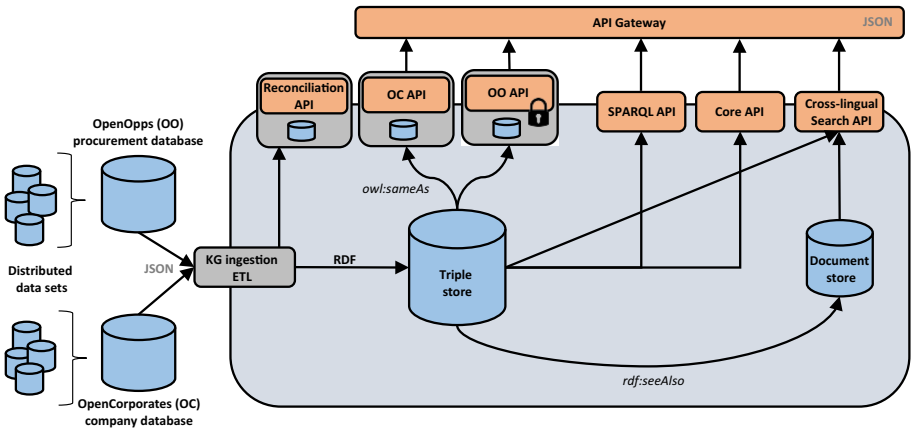 API Gateway
JSON
Reconciliation
API
OC API
OO API
SPARQL API
Core API
Cross-lingual
Search API
OpenOpps (OO)
procurement database
owl:sameAs
Distributed
data sets
JSON
KG ingestion
ETL
RDF
Triple
store
Document
store
rdf:seeAlso
OpenCorporates (OC)
company database